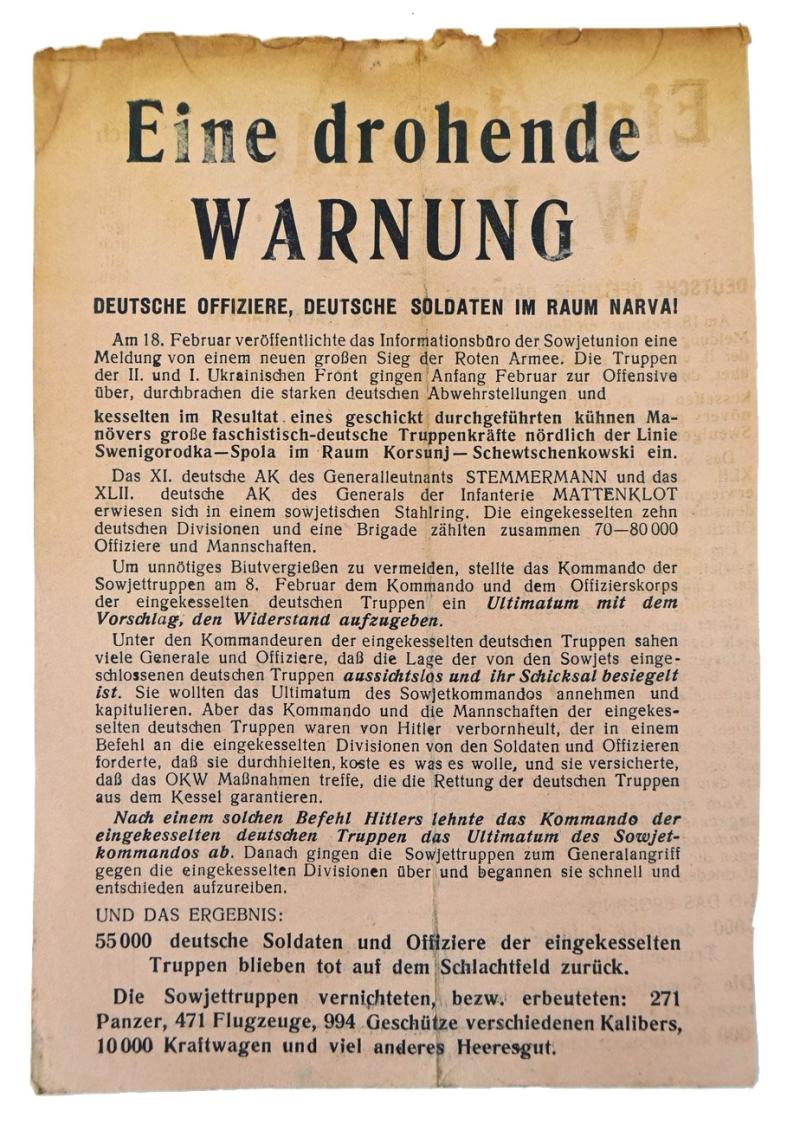 Eine drohende
WARNUNG
DEUTSCHE OFFIZIERE, DEUTSCHE SOLDATEN IM RAUM NARVA!
Am 18. Februar veröffentlichte das Informationsbüro der Sowjetunion eine
Meldung von einem neuen großen Sieg der Roten Armee. Die Truppen
der II. und I. Ukrainischen Front gingen Anfang Februar zur Offensive
über, durchbrachen die starken deutschen Abwehrstellungen und
kesselten im Resultat eines geschickt durchgeführten kühnen Ma-
növers große faschistisch-deutsche Truppenkräfte nördlich der Linie
Swenigorodka—Spola im Raum Korsunj—Schewtschenkowski ein.
Das XI. deutsche AK des Generalleutnants STEMMERMANN und das
XLII. deutsche AK des Generals der Infanterie MATTENKLOT
erwiesen sich in einem sowjetischen Stahlring. Die eingekesselten zehn
deutschen Divisionen und eine Brigade zählten zusammen 70—80 000
Offiziere und Mannschaften.
Um unnötiges Blutvergießen zu vermeiden, stellte das Kommando der
Sowjettruppen am 8. Februar dem Kommando und dem Offizierskorps
der eingekesselten deutschen Truppen ein Ultimatum mit dem
Vorschlag, den Widerstand aufzugeben.
Unter den Kommandeuren der eingekesselten deutschen Truppen sahen
viele Generale und Offiziere, daß die Lage der von den Sowjets einge-
schlossenen deutschen Truppen aussichtslos und ihr Schicksal besiegelt
ist. Sie wollten das Ultimatum des Sowjetkommandos annehmen und
kapitulieren. Aber das Kommando und die Mannschaften der eingekes-
selten deutschen Truppen waren von Hitler verbornheult, der in einem
Befehl an die eingekesselten Divisionen von den Soldaten und Offizieren
forderte, daß sie durchhielten, koste es was es wolle, und sie versicherte,
daß das OKW Maßnahmen treffe, die die Rettung der deutschen Truppen
aus dem Kessel garantieren.
Nach einem solchen Befehl Hitlers lehnte das Kommando der
eingekesselten deutschen Truppen das Ultimatum des Sowjet-
kommandos ab. Danach gingen die Sowjettruppen zum Generalangriff
gegen die eingekesselten Divisionen über und begannen sie schnell und
entschieden aufzureiben.
UND DAS ERGEBNIS:
55 000 deutsche Soldaten und Offiziere der eingekesselten
Truppen blieben tot auf dem Schlachtfeld zurück.
Die Sowjettruppen vernichteten, bezw. erbeuteten: 271
Panzer, 471 Flugzeuge, 994 Geschütze verschiedenen Kalibers,
10 000 Kraftwagen und viel anderes Heeresgut.